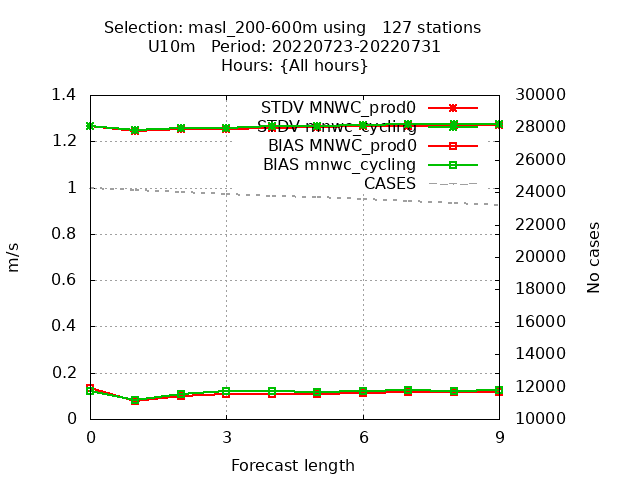 Selection: masl_200-600m using   127 stations
U10m   Period: 20220723-20220731
Hours: {All hours}
STDV MNWC_prod0
STDV mnwc_cycling
BIAS MNWC_prod0
BIAS mnwc_cycling
CASES
1.4
1.2
1
0.8
0.6
0.4
0.2
0
m/s
30000
28000
26000
24000
22000
20000
18000
16000
14000
12000
10000
No cases
0
3
6
9
Forecast length